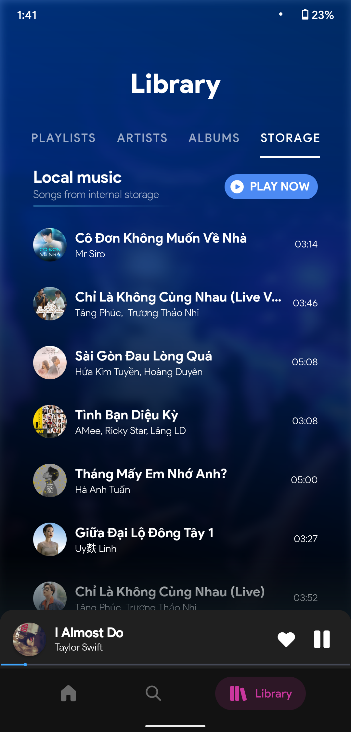 1:41
23%
Library
PLAYLISTS ARTISTS ALBUMS STORAGE
Local music
Songs from internal storage
PLAY NOW
Cô Đơn Không Muốn Về Nhà
Mr Siro
03:14
Chỉ Là Không Cùng Nhau (Live V...
Tăng Phúc, Trương Thảo Nhi
03:46
Sài Gòn Đau Lòng Quá
Hứa Kim Tuyền, Hoàng Duyên
05:08
Tình Bạn Diệu Kỳ
AMee, Ricky Star, Lăng LD
03:08
Tháng Mấy Em Nhớ Anh?
Hà Anh Tuấn
05:00
Giữa Đại Lộ Đông Tây 1
Linh
03:27
Chỉ Là Không Cùng Nhau (Live)
Tăng Phúc, Trương Thảo Nhi
03:52
I Almost Do
Taylor Swift
Library